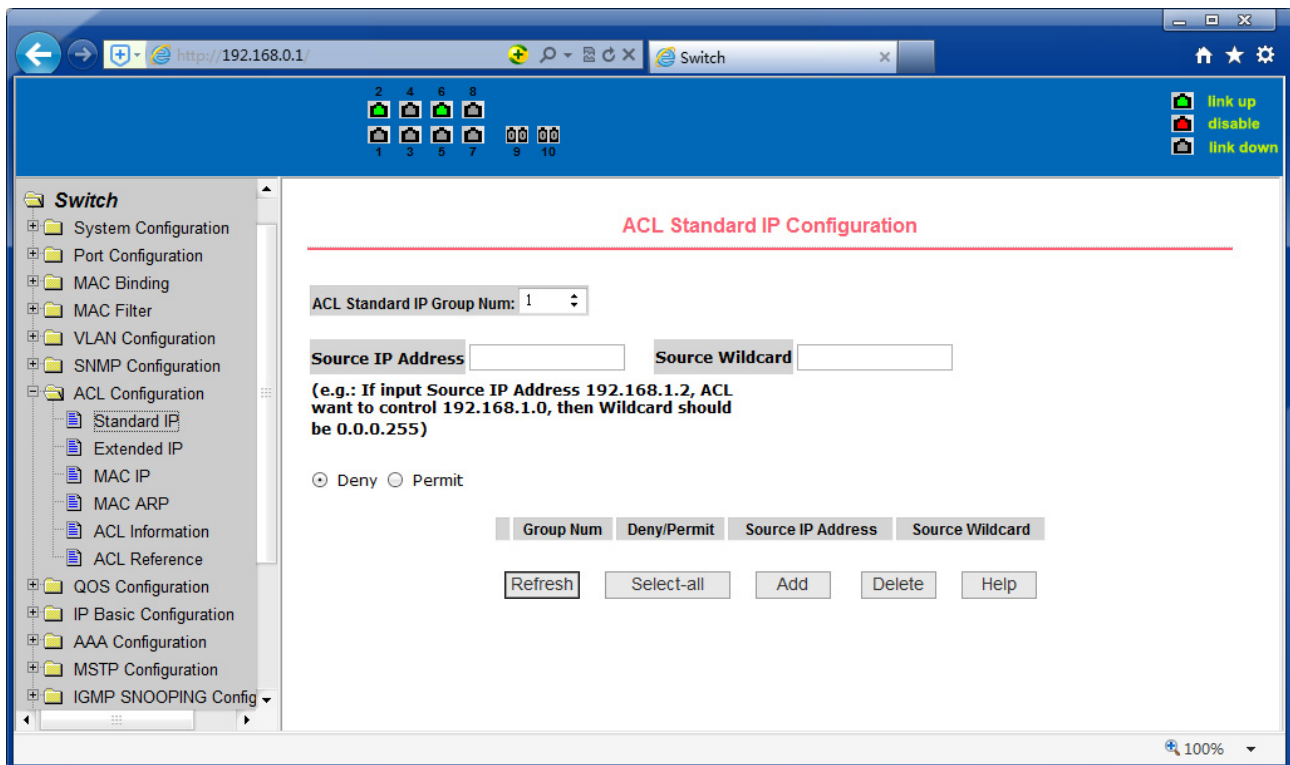 http://192.168.0.1/
Switch
2 4 6 8
1 3 5 7 9 10
link up
disable
link down
Switch
System Configuration
Port Configuration
MAC Binding
MAC Filter
VLAN Configuration
SNMP Configuration
ACL Configuration
Standard IP
Extended IP
MAC IP
MAC ARP
ACL Information
ACL Reference
QOS Configuration
IP Basic Configuration
AAA Configuration
MSTP Configuration
IGMP SNOOPING Config
ACL Standard IP Configuration
ACL Standard IP Group Num: 1
Source IP Address Source Wildcard
(e.g.: If input Source IP Address 192.168.1.2, ACL
want to control 192.168.1.0, then Wildcard should
be 0.0.0.255)
Deny Permit
Group Num Deny/Permit Source IP Address Source Wildcard
Refresh Select-all Add Delete Help
100%